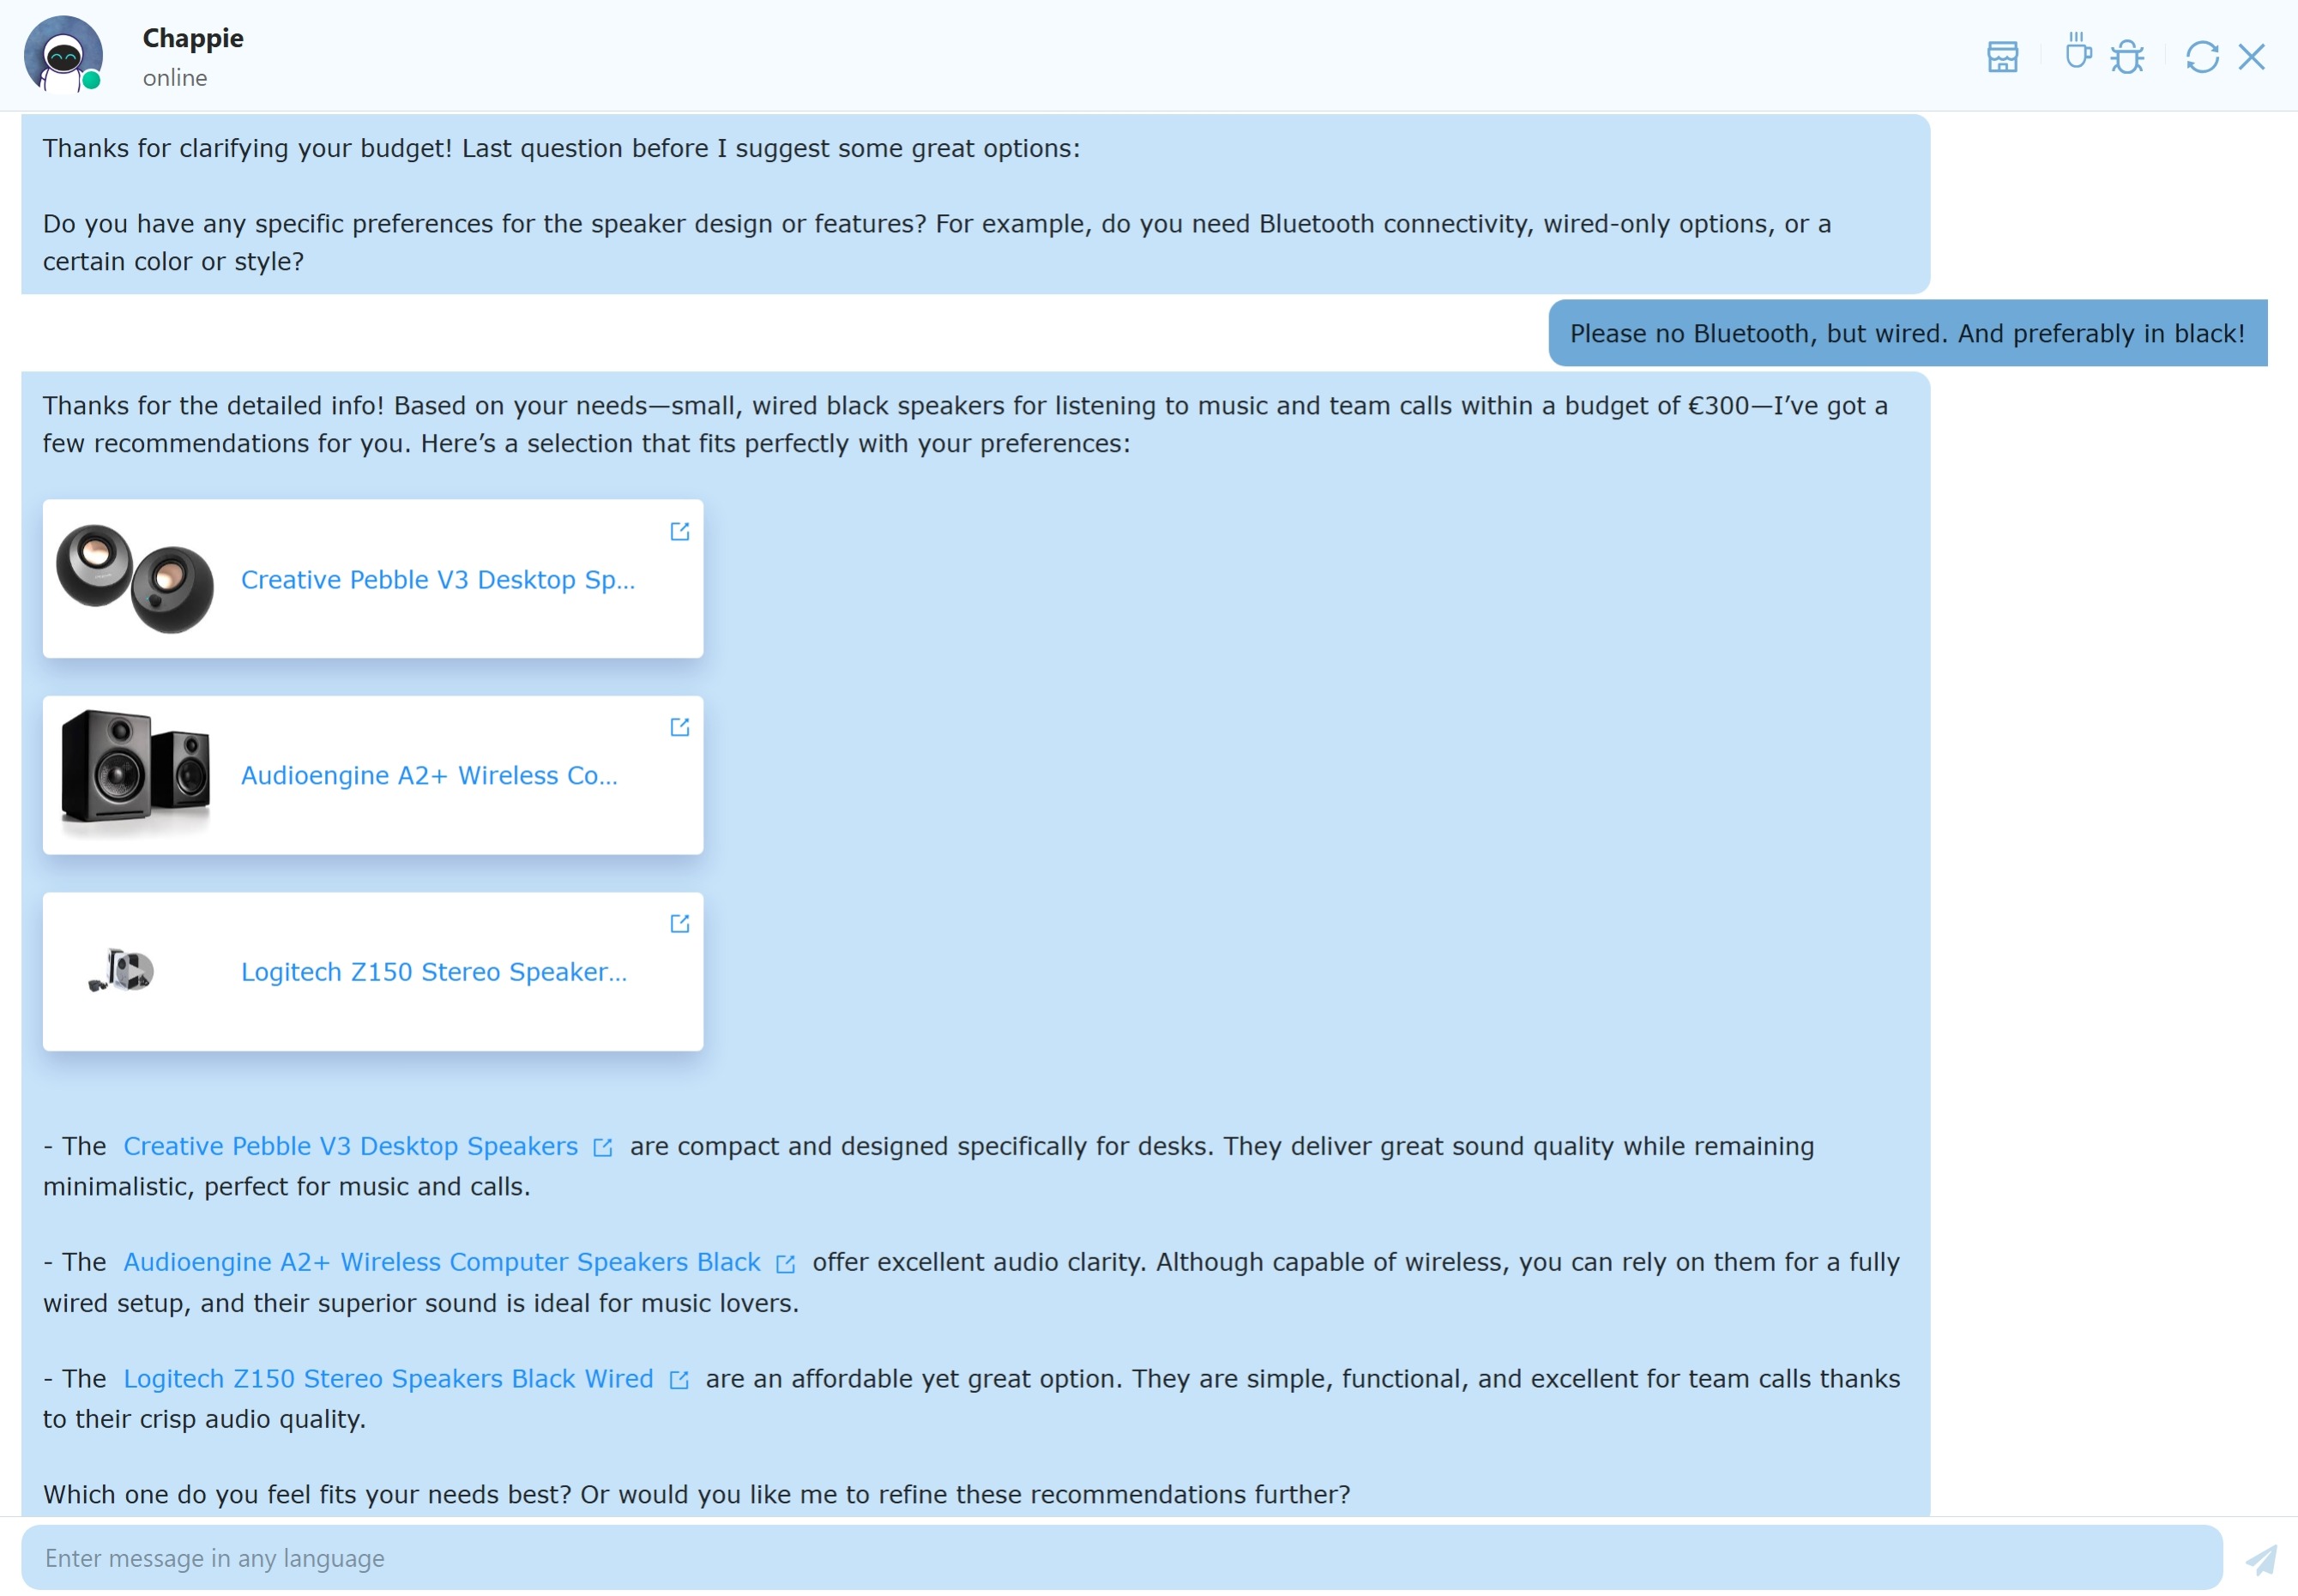 Chappie
online
Thanks for clarifying your budget! Last question before I suggest some great options:
Do you have any specific preferences for the speaker design or features? For example, do you need Bluetooth connectivity, wired-only options, or a
certain color or style?
Please no Bluetooth, but wired. And preferably in black!
Thanks for the detailed info! Based on your needs—small, wired black speakers for listening to music and team calls within a budget of €300—I’ve got a
few recommendations for you. Here’s a selection that fits perfectly with your preferences:
Creative Pebble V3 Desktop Sp...
Audioengine A2+ Wireless Co...
Logitech Z150 Stereo Speaker...
- The Creative Pebble V3 Desktop Speakers are compact and designed specifically for desks. They deliver great sound quality while remaining
minimalistic, perfect for music and calls.
- The Audioengine A2+ Wireless Computer Speakers Black offer excellent audio clarity. Although capable of wireless, you can rely on them for a fully
wired setup, and their superior sound is ideal for music lovers.
- The Logitech Z150 Stereo Speakers Black Wired are an affordable yet great option. They are simple, functional, and excellent for team calls thanks
to their crisp audio quality.
Which one do you feel fits your needs best? Or would you like me to refine these recommendations further?
Enter message in any language